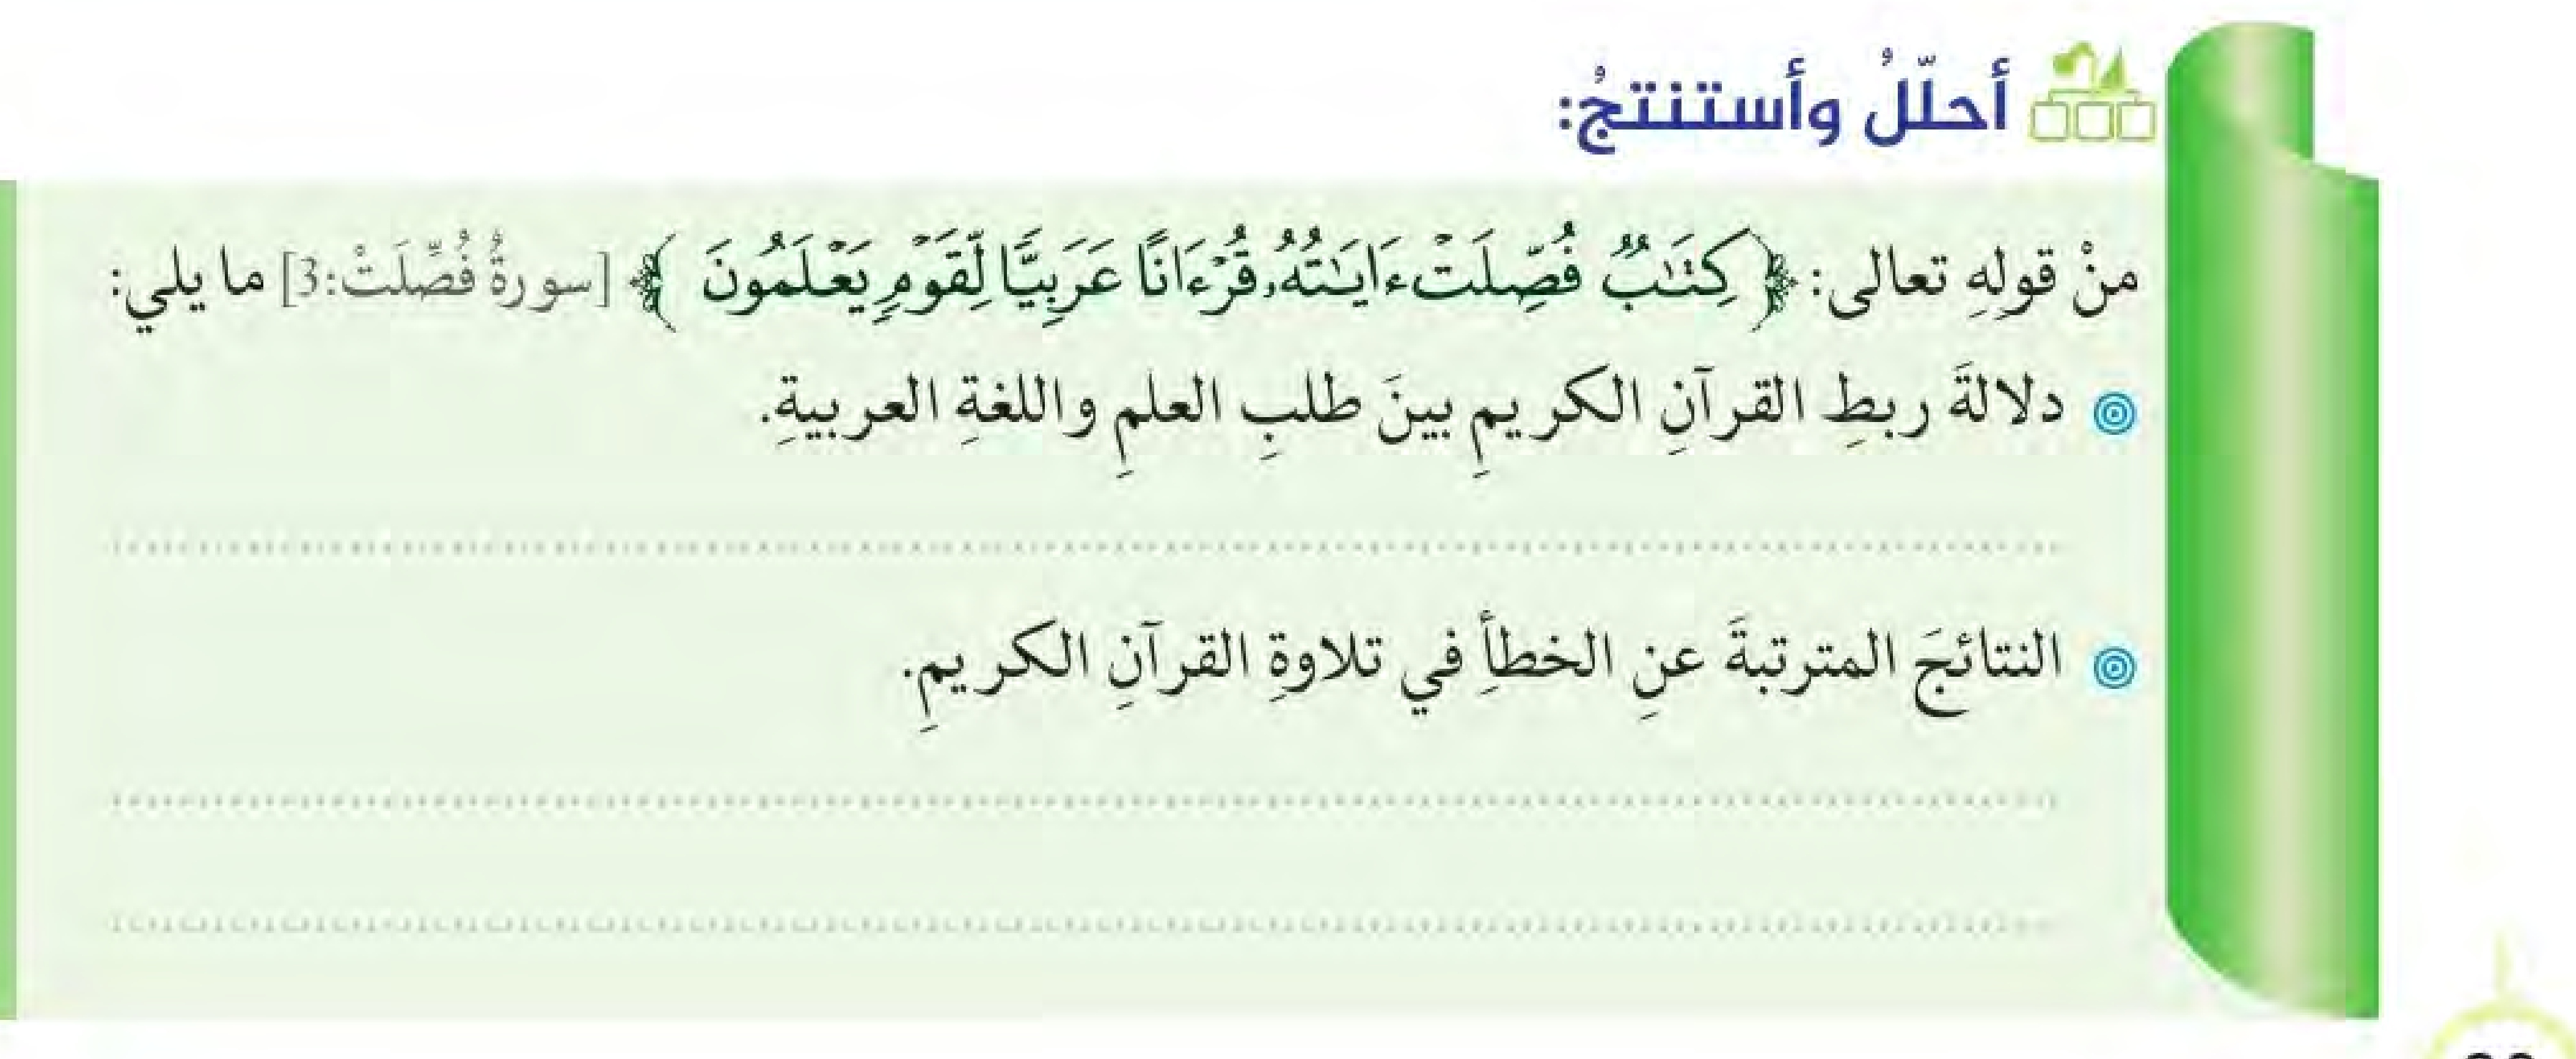 أحلّلُ وأستنتجُ:
منْ قولِهِ تعالى: ﴿ كِتَٰبٌ فُصِّلَتْ ءَايَٰتُهُۥ قُرْءَانًا عَرَبِيًّا لِّقَوْمٍ يَعْلَمُونَ ﴾ [سورةُ فُصِّلَتْ:3] ما يلي:
دلالةَ ربطِ القرآنِ الكريمِ بينَ طلبِ العلمِ واللغةِ العربيةِ.
النتائجَ المترتبةَ عنِ الخطأِ في تلاوةِ القرآنِ الكريمِ.